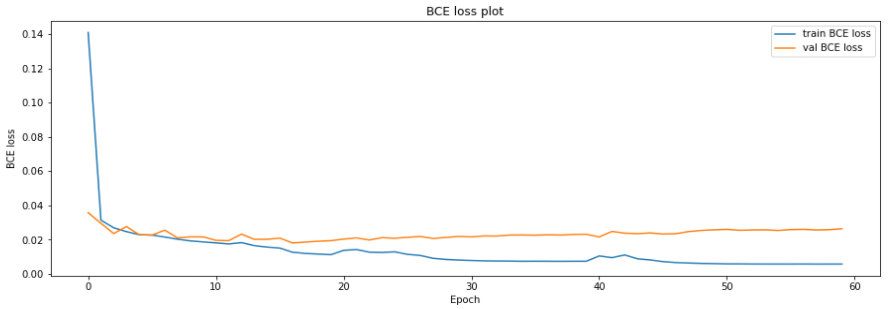 BCE loss plot
train BCE loss
val BCE loss
BCE loss
0.14
0.12
0.10
0.08
0.06
0.04
0.02
0.00
0 10 20 30 40 50 60
Epoch